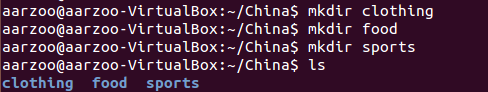 aarzoo@aarzoo-VirtualBox:~/China$ mkdir clothing
aarzoo@aarzoo-VirtualBox:~/China$ mkdir food
aarzoo@aarzoo-VirtualBox:~/China$ mkdir sports
aarzoo@aarzoo-VirtualBox:~/China$ ls
clothing  food  sports